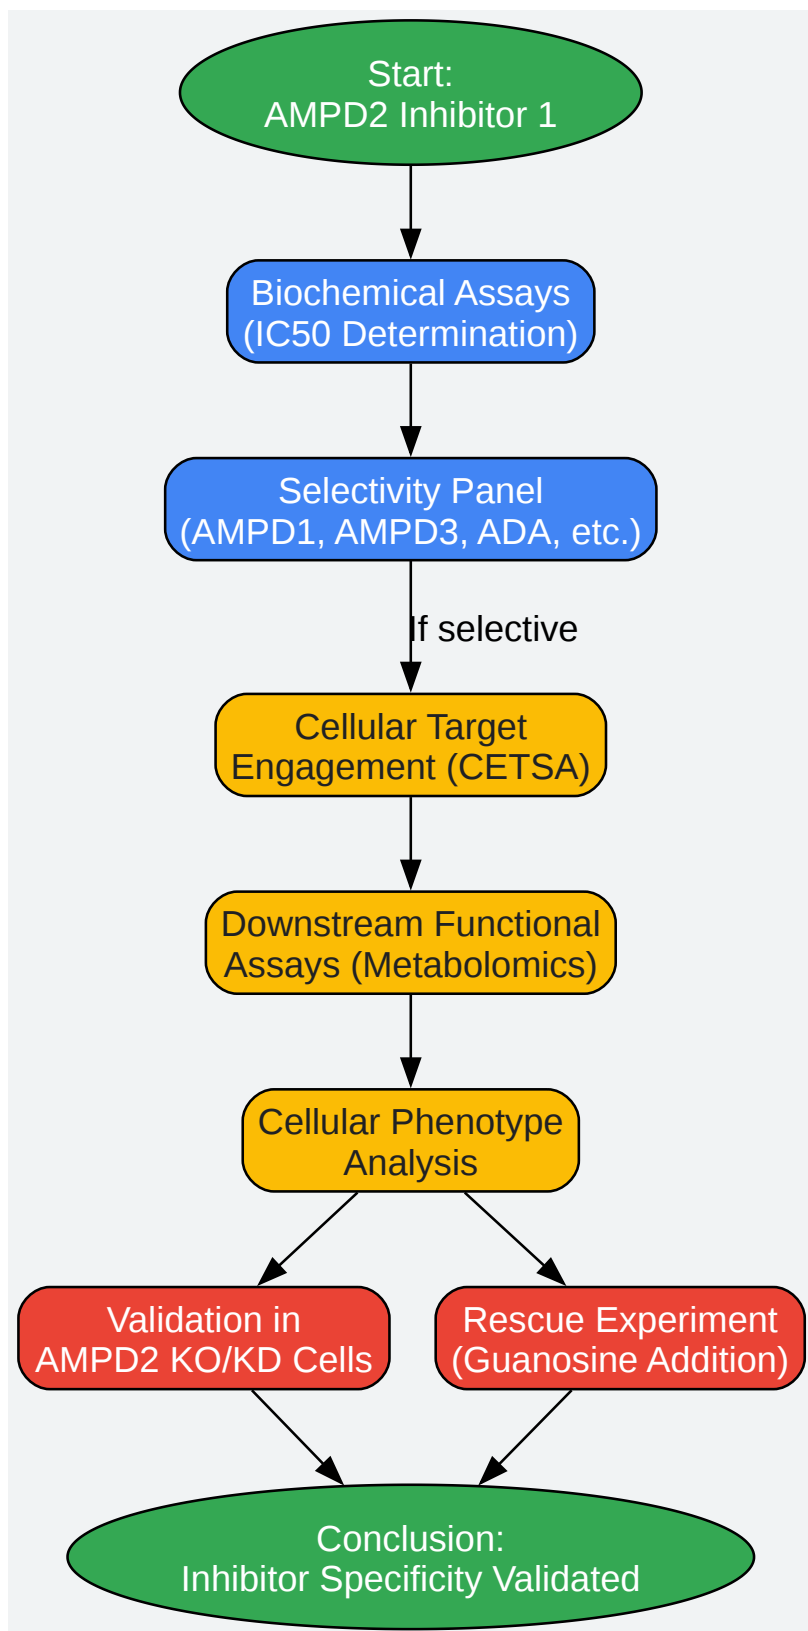 Start:
AMPD2 Inhibitor 1
Biochemical Assays
(IC50 Determination)
Selectivity Panel
(AMPD1, AMPD3, ADA, etc.)
If selective
Cellular Target
Engagement (CETSA)
Downstream Functional
Assays (Metabolomics)
Cellular Phenotype
Analysis
Validation in
AMPD2 KO/KD Cells
Rescue Experiment
(Guanosine Addition)
Conclusion:
Inhibitor Specificity Validated